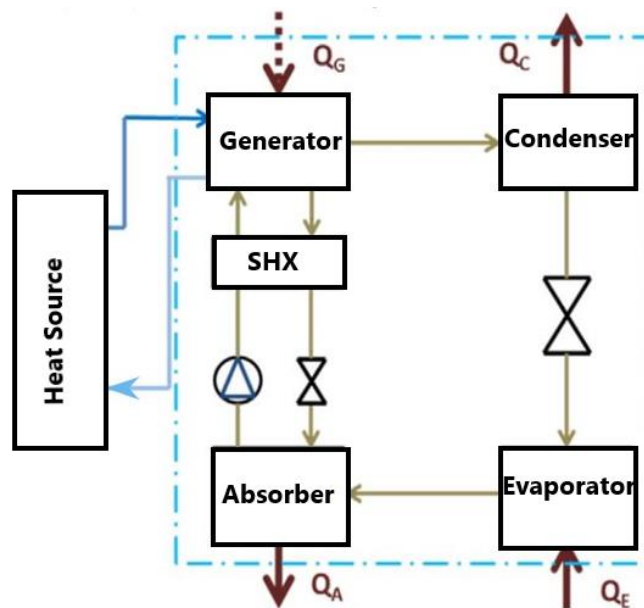 Q_G
Q_C
Generator
Condenser
SHX
Heat Source
Absorber
Evaporator
Q_A
Q_E